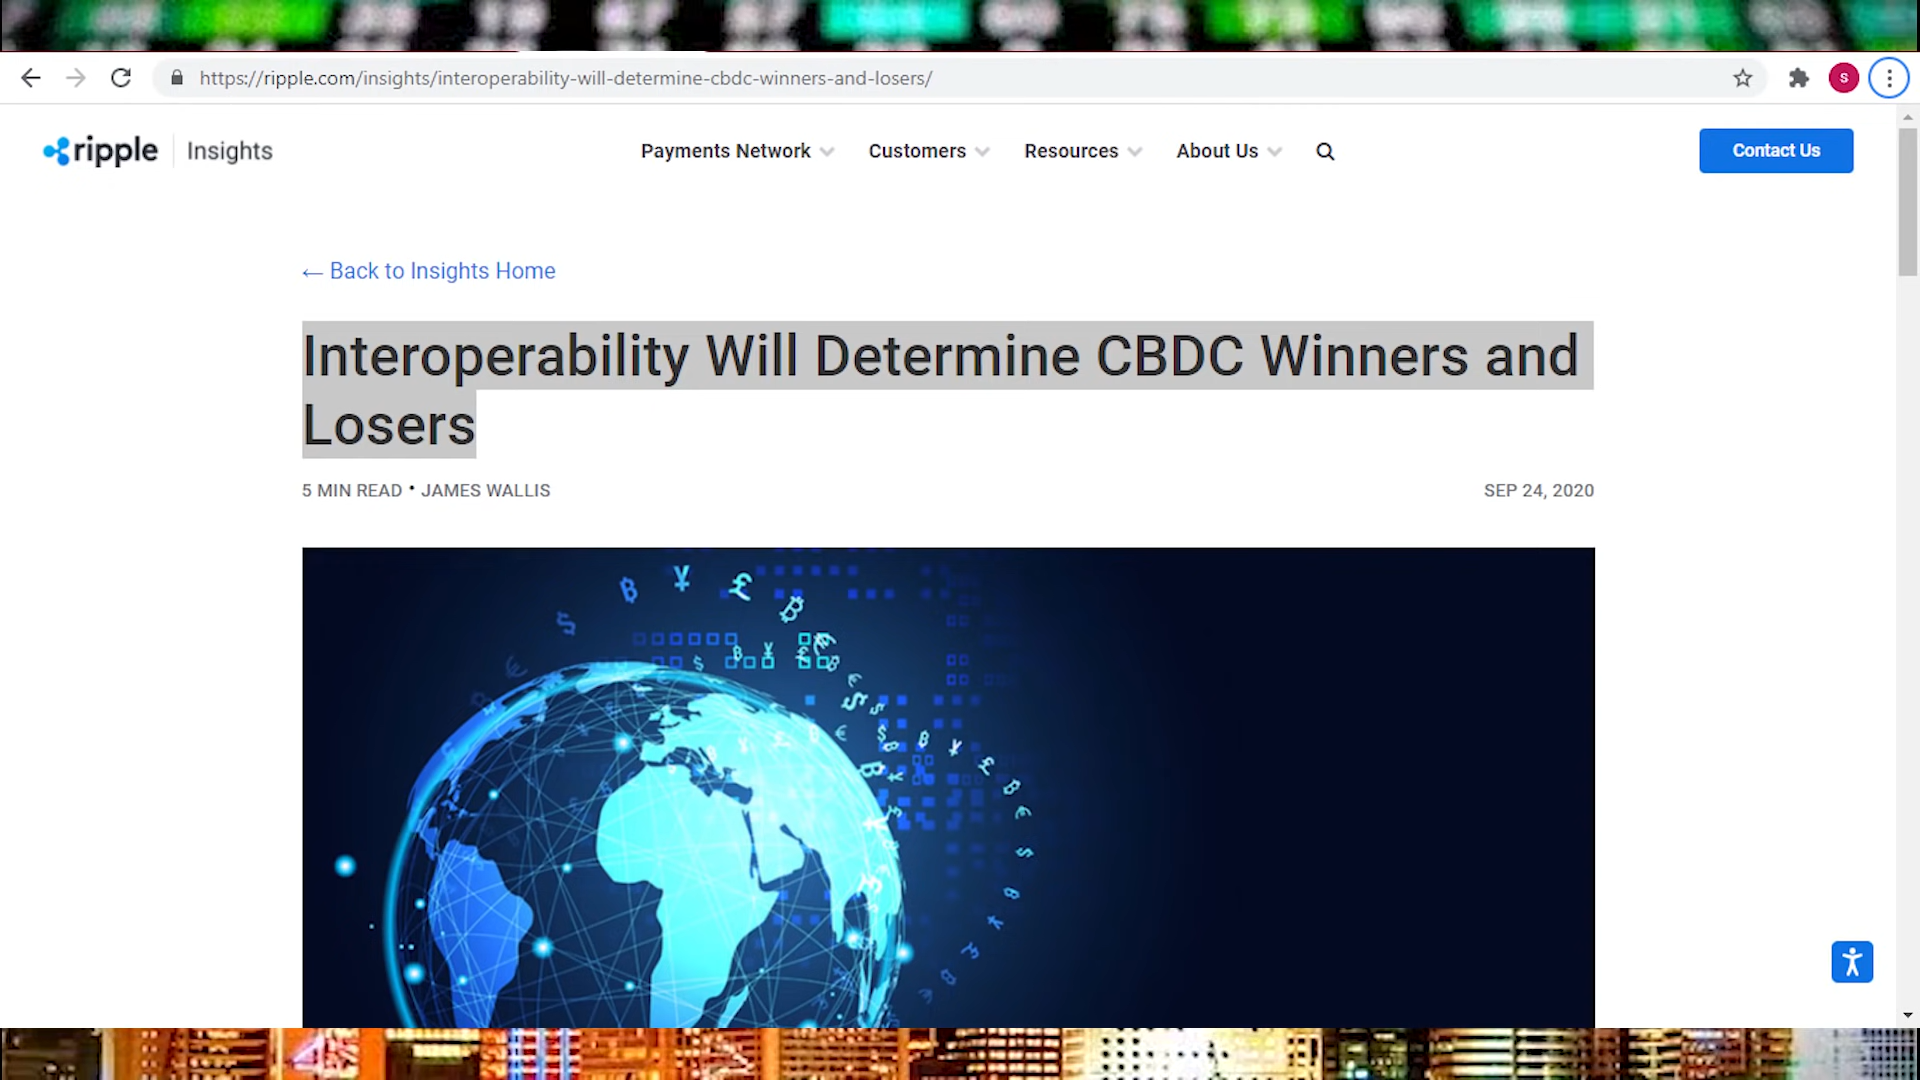 https://ripple.com/insights/interoperability-will-determine-cbdc-winners-and-losers/
S
ripple Insights
Payments Network
Customers
Resources
About Us
Contact Us
← Back to Insights Home
Interoperability Will Determine CBDC Winners and
Losers
5 MIN READ • JAMES WALLIS
SEP 24, 2020